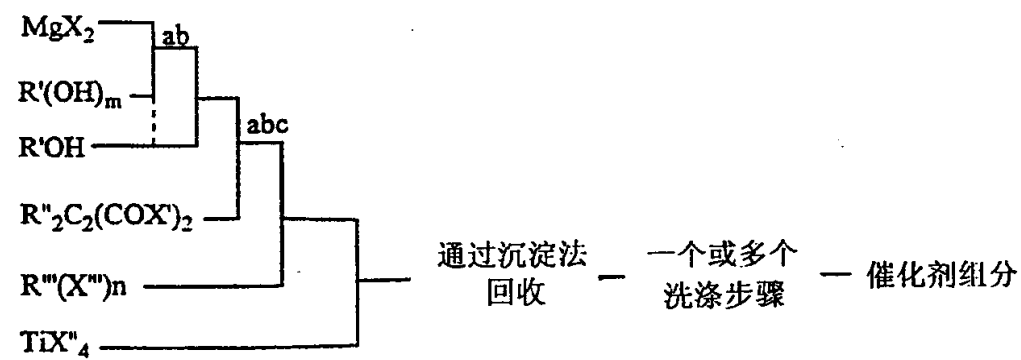 MgX₂
ab
R'(OH)ₘ
R'OH
abc
R"₂C₂(COX')₂
R'"(X'")n
TiX"₄
通过沉淀法
回收
一个或多个
洗涤步骤
催化剂组分